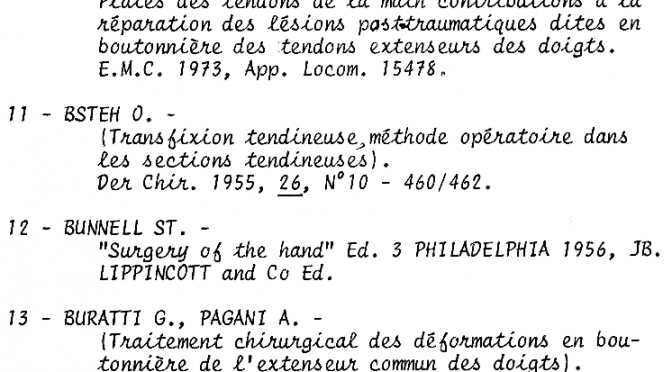 Places des tendons de la main contributions à la
réparation des lésions post-traumatiques dites en
boutonnière des tendons extenseurs des doigts.
E.M.C. 1973, App. Locom. 15478.
11 - BSTEH O. -
(Transfixion tendineuse, méthode opératoire dans
les sections tendineuses).
Der Chir. 1955, 26, N°10 - 460/462.
12 - BUNNELL ST. -
"Surgery of the hand" Ed. 3 PHILADELPHIA 1956, JB.
LIPPINCOTT and Co Ed.
13 - BURATTI G., PAGANI A. -
(Traitement chirurgical des déformations en bou-
tonnière de l'extenseur commun des doigts).